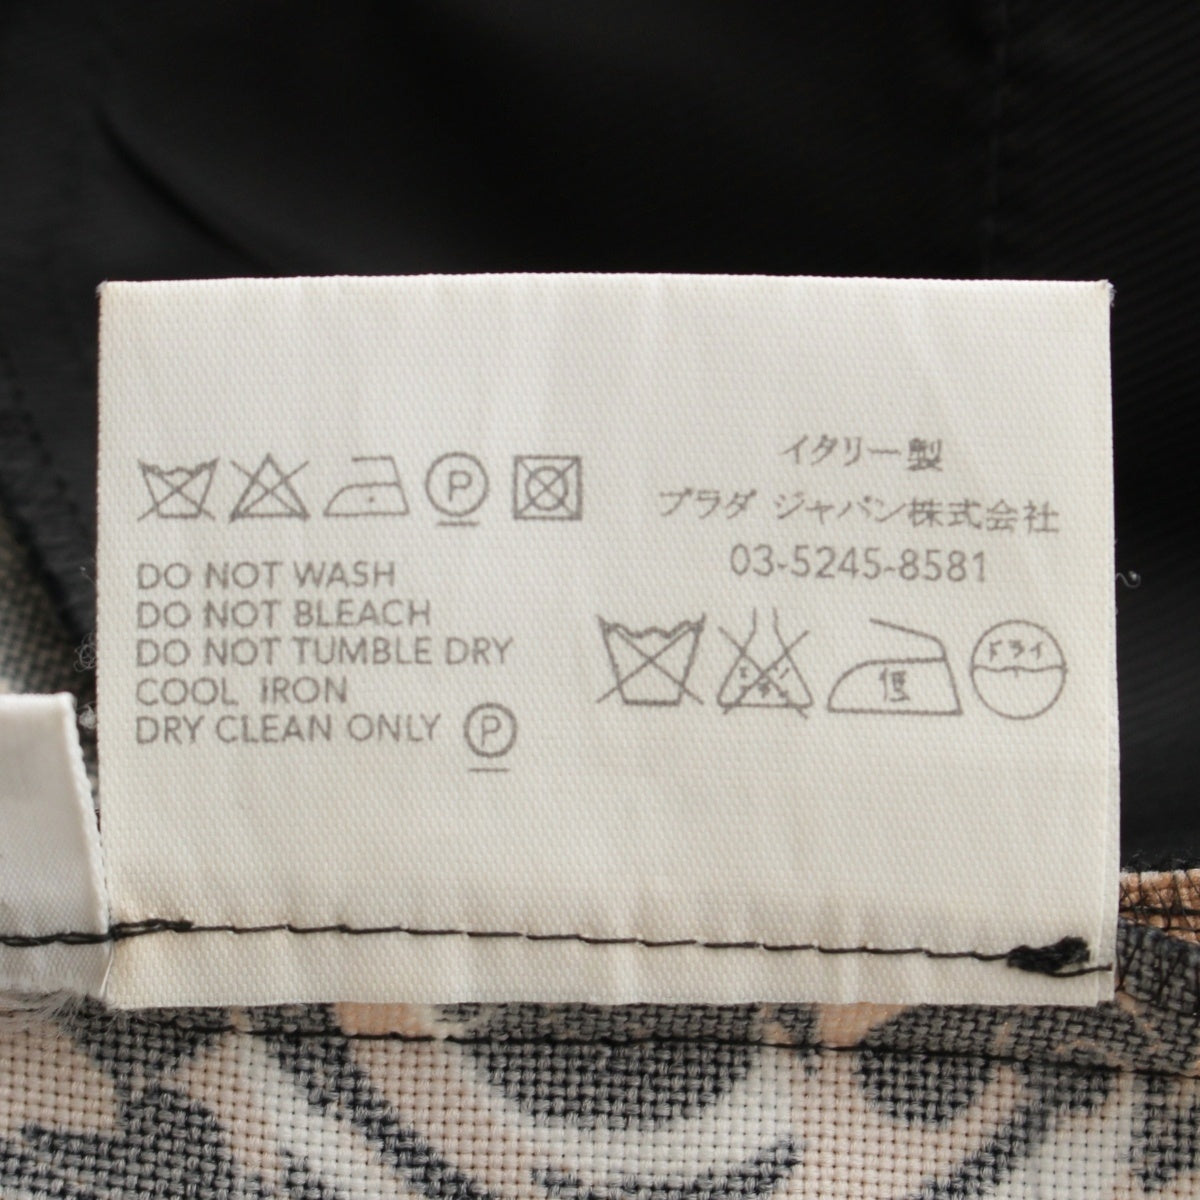 P
DO NOT WASH
DO NOT BLEACH
DO NOT TUMBLE DRY
COOL IRON
DRY CLEAN ONLY P
イタリー製
プラダ ジャパン株式会社
03-5245-8581
低 ドライ